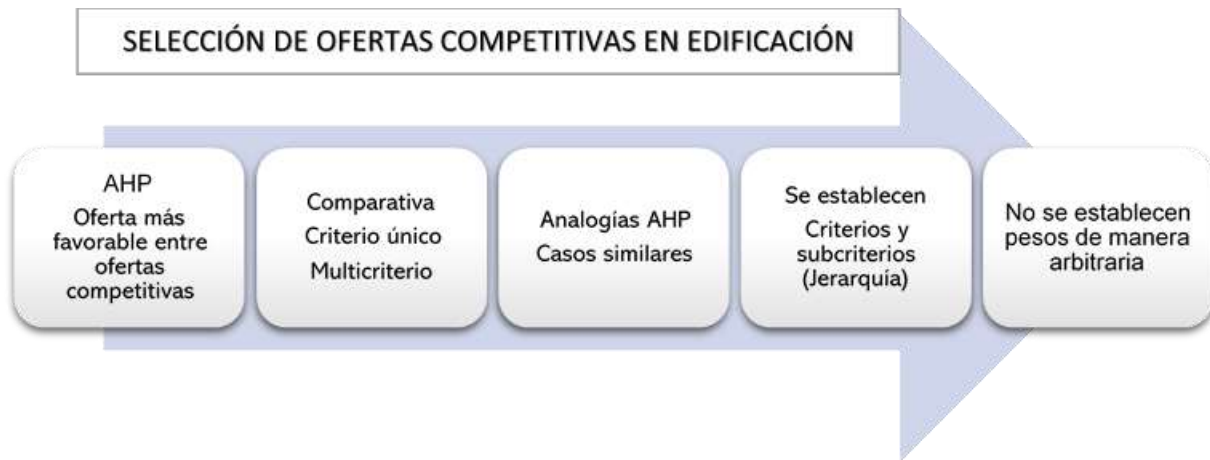 SELECCIÓN DE OFERTAS COMPETITIVAS EN EDIFICACIÓN
AHP
Oferta más
favorable entre
ofertas
competitivas
Comparativa
Criterio único
Multicriterio
Analogías AHP
Casos similares
Se establecen
Criterios y
subcriterios
(Jerarquía)
No se establecen
pesos de manera
arbitraria